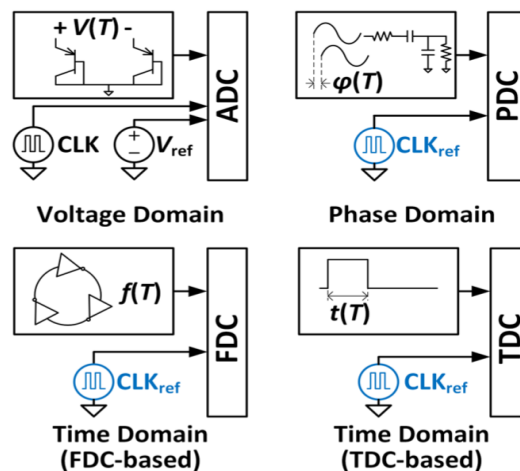 + V(T) -
ADC
CLK
+
−
Vref
Voltage Domain
φ(T)
PDC
CLKref
Phase Domain
f(T)
FDC
CLKref
Time Domain
(FDC-based)
t(T)
TDC
CLKref
Time Domain
(TDC-based)